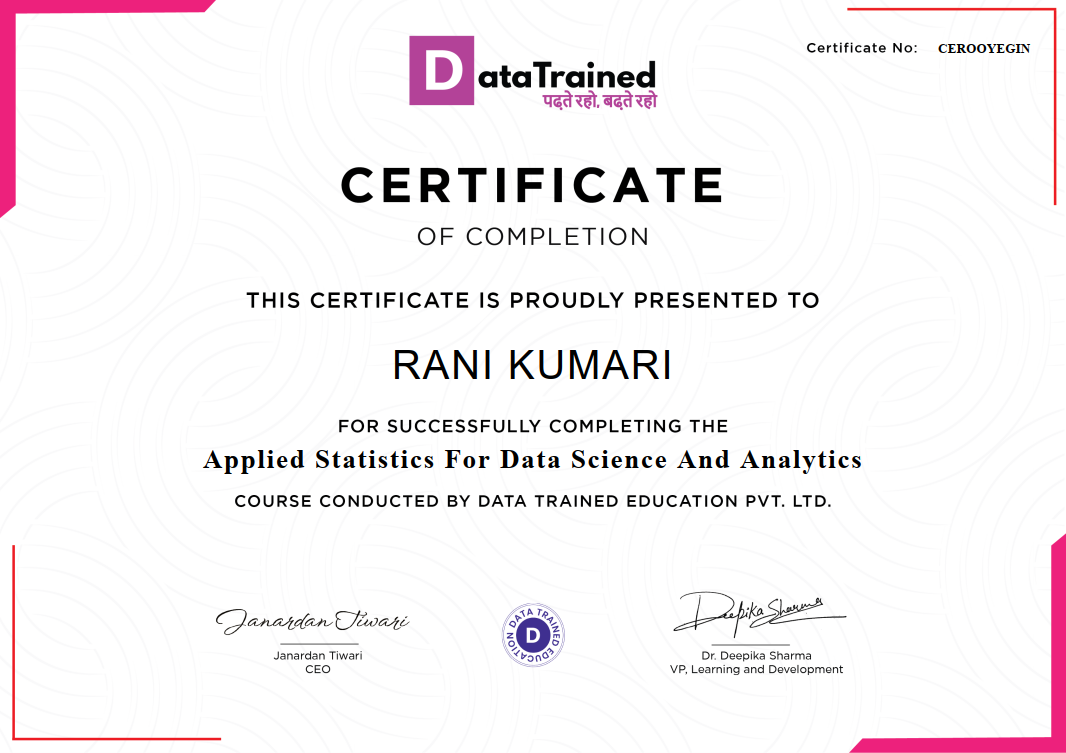 Certificate No: CEROOYEGIN
DataTrained
पढ़ते रहो, बढ़ते रहो
CERTIFICATE
OF COMPLETION
THIS CERTIFICATE IS PROUDLY PRESENTED TO
RANI KUMARI
FOR SUCCESSFULLY COMPLETING THE
Applied Statistics For Data Science And Analytics
COURSE CONDUCTED BY DATA TRAINED EDUCATION PVT. LTD.
Janardan Tiwari
Janardan Tiwari
CEO
DATA TRAINED EDUCATION
D
Deepika Sharma
Dr. Deepika Sharma
VP, Learning and Development